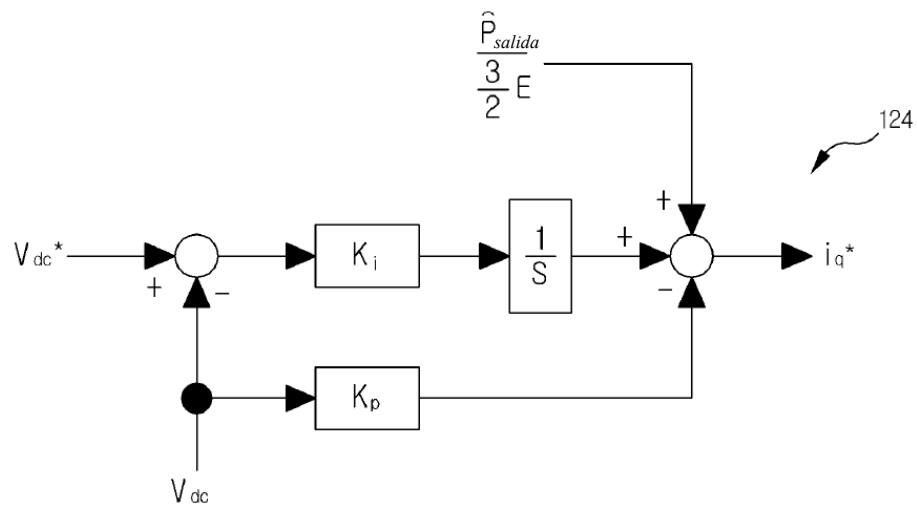 P̂salida
3
2
E
124
Vdc*
+
-
Ki
1
S
+
+
-
iq*
Kp
Vdc